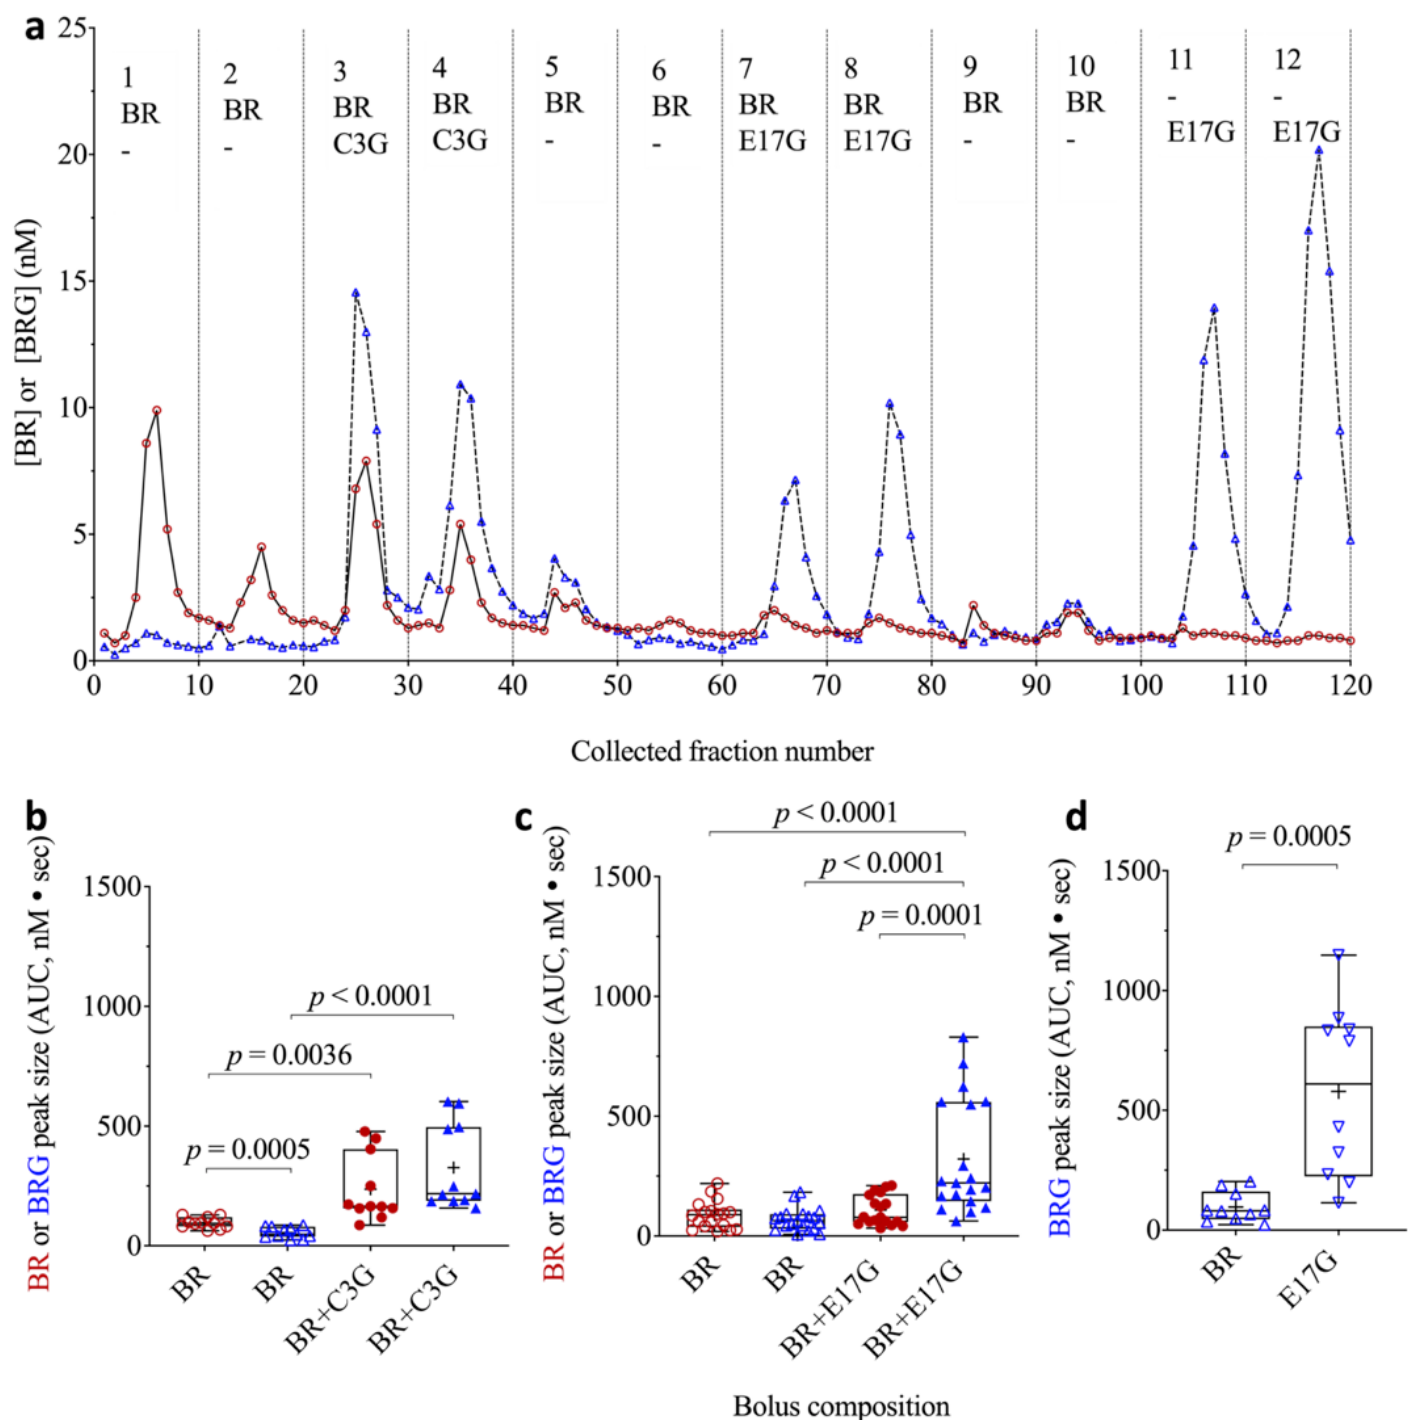 a
[BR] or [BRG] (nM)
25
20
15
10
5
0
1 2 3 4 5 6 7 8 9 10 11 12
BR BR BR BR BR BR BR BR BR BR - -
- - C3G C3G - - E17G E17G - - E17G E17G
0 10 20 30 40 50 60 70 80 90 100 110 120
Collected fraction number
b
BR or BRG peak size (AUC, nM • sec)
1500
1000
500
0
p < 0.0001
p = 0.0036
p = 0.0005
BR BR BR+C3G BR+C3G
c
BR or BRG peak size (AUC, nM • sec)
1500
1000
500
0
p < 0.0001
p < 0.0001
p = 0.0001
BR BR BR+E17G BR+E17G
d
BRG peak size (AUC, nM • sec)
1500
1000
500
0
p = 0.0005
BR E17G
Bolus composition